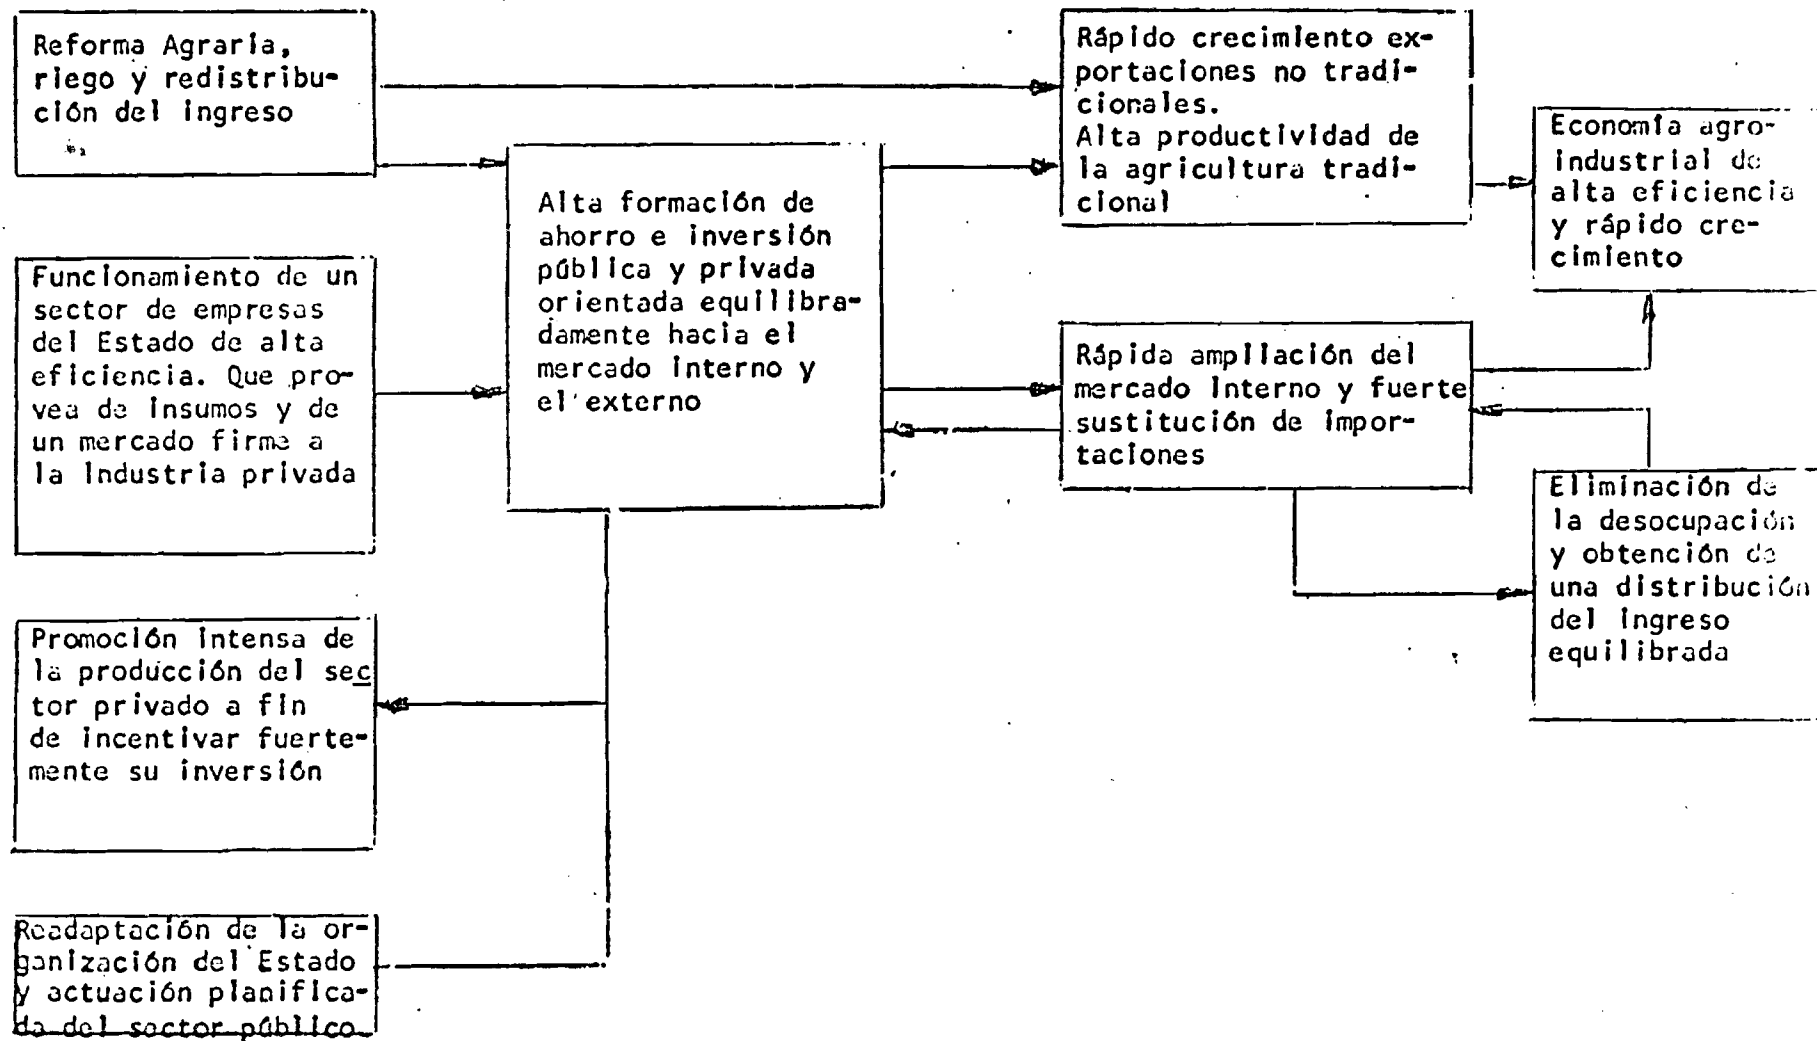 Reforma Agraria,
riego y redistribu-
ción del ingreso
Funcionamiento de un
sector de empresas
del Estado de alta
eficiencia. Que pro-
vea de insumos y de
un mercado firme a
la industria privada
Promoción intensa de
la producción del sec
tor privado a fin
de incentivar fuerte-
mente su inversión
Readaptación de la or-
ganización del Estado
y actuación planifica-
da del sector público
Alta formación de
ahorro e inversión
pública y privada
orientada equilibra-
damente hacia el
mercado interno y
el externo
Rápido crecimiento ex-
portaciones no tradi-
cionales.
Alta productividad de
la agricultura tradi-
cional
Rápida ampliación del
mercado interno y fuerte
sustitución de impor-
taciones
Economía agro-
industrial de
alta eficiencia
y rápido cre-
cimiento
Eliminación de
la desocupación
y obtención de
una distribución
del ingreso
equilibrada